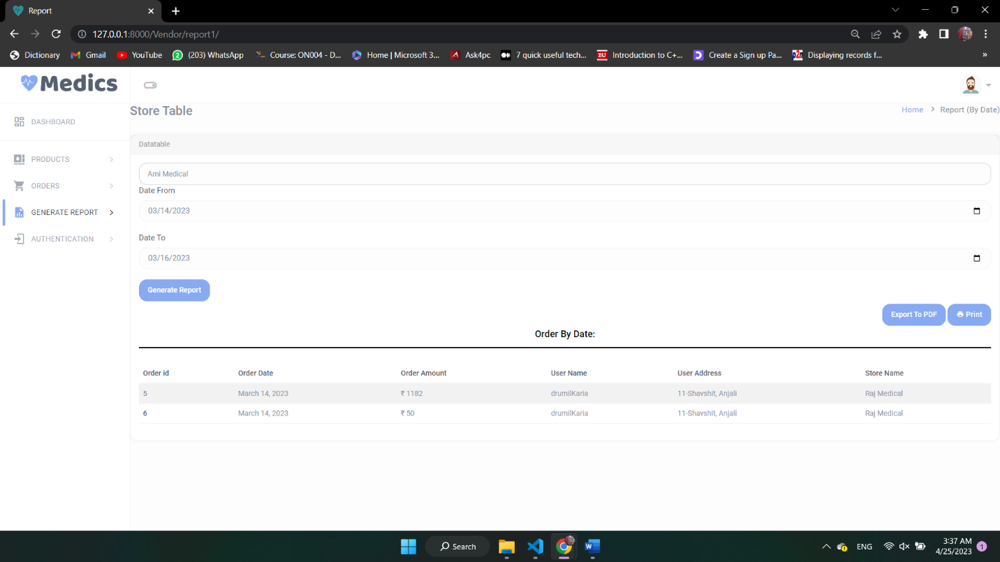 Report
127.0.0.1:8000/Vendor/report1/
Dictionary Gmail YouTube (203) WhatsApp Course: ON004 - D... Home | Microsoft 3... Ask4pc 7 quick useful tech... BU Introduction to C+... Create a Sign up Pa... Displaying records f... »
Medics
Store Table
Home > Report (By Date)
DASHBOARD
PRODUCTS
ORDERS
GENERATE REPORT
AUTHENTICATION
Datatable
Ami Medical
Date From
03/14/2023
Date To
03/16/2023
Generate Report
Export To PDF Print
Order By Date:
Order id Order Date Order Amount User Name User Address Store Name
5 March 14, 2023 ₹ 1182 drumilKaria 11-Shavshit, Anjali Raj Medical
6 March 14, 2023 ₹ 50 drumilKaria 11-Shavshit, Anjali Raj Medical
Search
ENG
3:37 AM
4/25/2023
1